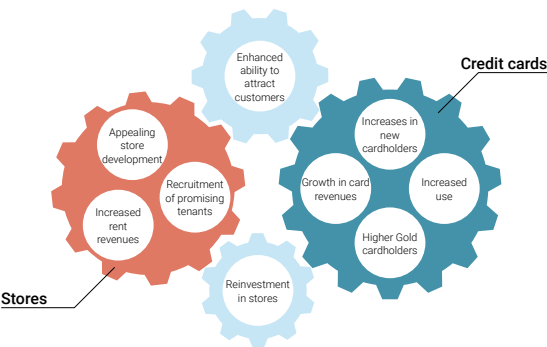 Enhanced
ability to
attract
customers
Credit cards
Appealing
store
development
Recruitment
of promising
tenants
Increased
rent
revenues
Stores
Increases in
new
cardholders
Growth in card
revenues
Increased
use
Higher Gold
cardholders
Reinvestment
in stores